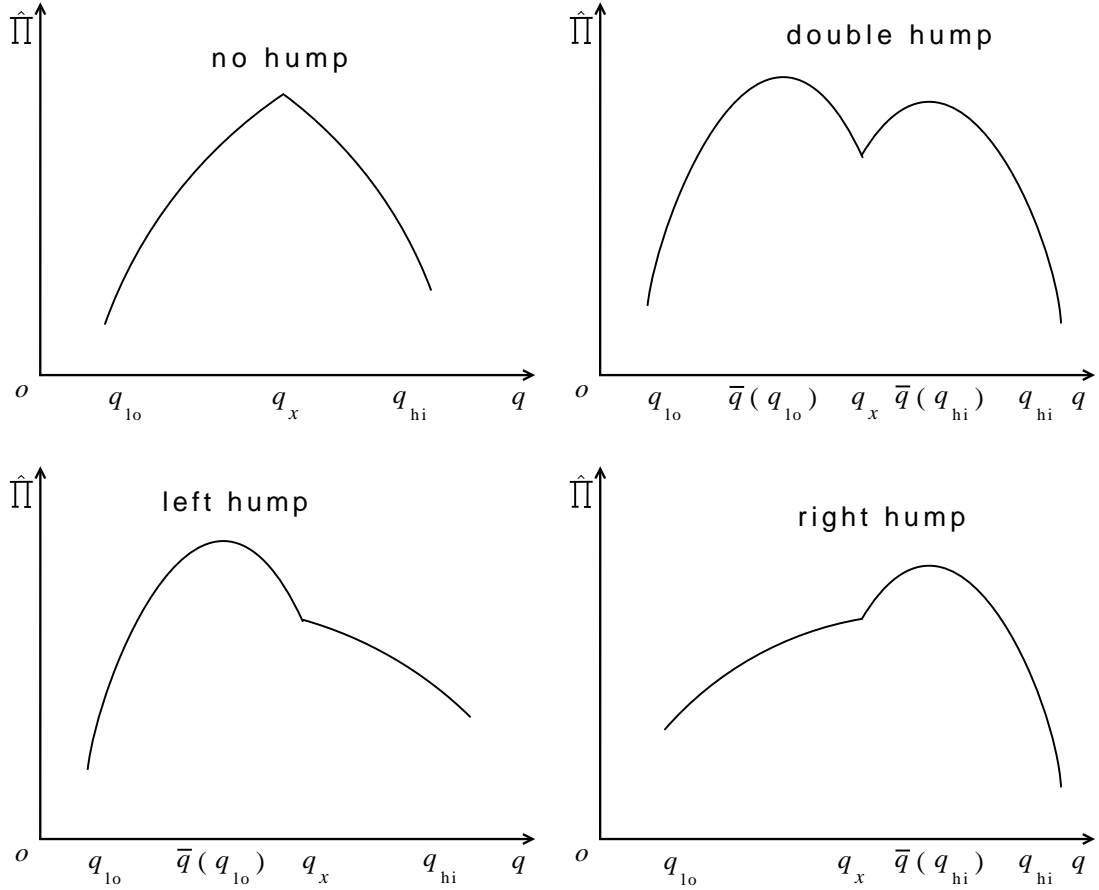 Π̂ no hump
o q_lo q_x q_hi q
Π̂ double hump
o q_lo q̅(q_lo) q_x q̅(q_hi) q_hi q
Π̂ left hump
o q_lo q̅(q_lo) q_x q_hi q
Π̂ right hump
o q_lo q_x q̅(q_hi) q_hi q